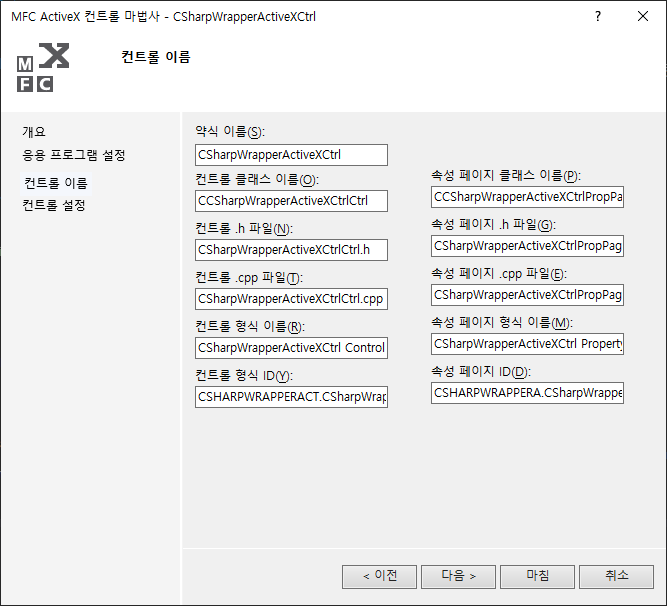 MFC ActiveX 컨트롤 마법사 - CSharpWrapperActiveXCtrl
?
M
X
F C
컨트롤 이름
개요
응용 프로그램 설정
컨트롤 이름
컨트롤 설정
약식 이름(S):
CSharpWrapperActiveXCtrl
컨트롤 클래스 이름(O):
CCSharpWrapperActiveXCtrlCtrl
컨트롤 .h 파일(N):
CSharpWrapperActiveXCtrlCtrl.h
컨트롤 .cpp 파일(T):
CSharpWrapperActiveXCtrlCtrl.cpp
컨트롤 형식 이름(R):
CSharpWrapperActiveXCtrl Control
컨트롤 형식 ID(Y):
CSHARPWRAPPERACT.CSharpWrap
속성 페이지 클래스 이름(P):
CCSharpWrapperActiveXCtrlPropPa
속성 페이지 .h 파일(G):
CSharpWrapperActiveXCtrlPropPag
속성 페이지 .cpp 파일(E):
CSharpWrapperActiveXCtrlPropPag
속성 페이지 형식 이름(M):
CSharpWrapperActiveXCtrl Property
속성 페이지 ID(D):
CSHARPWRAPPERA.CSharpWrappe
< 이전
다음 >
마침
취소